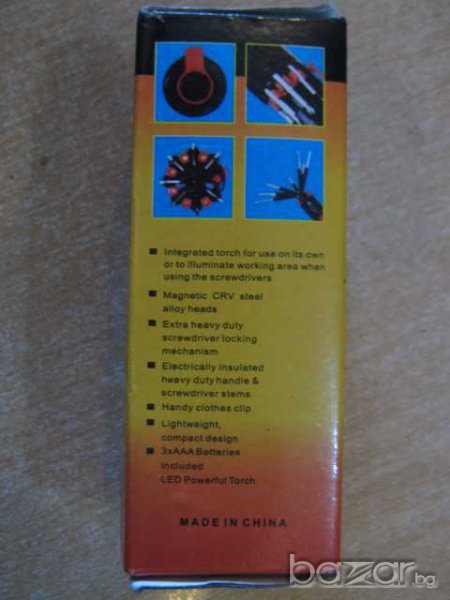 ■ Integrated torch for use on its own
or to illuminate working area when
using the screwdrivers
■ Magnetic CRV steel
alloy heads
■ Extra heavy duty
screwdriver locking
mechanism
■ Electrically insulated
heavy duty handle &
screwdriver stems
■ Handy clothes clip
■ Lightweight,
compact design
■ 3xAAA Batteries
included
LED Powerful Torch
MADE IN CHINA
bazar.bg